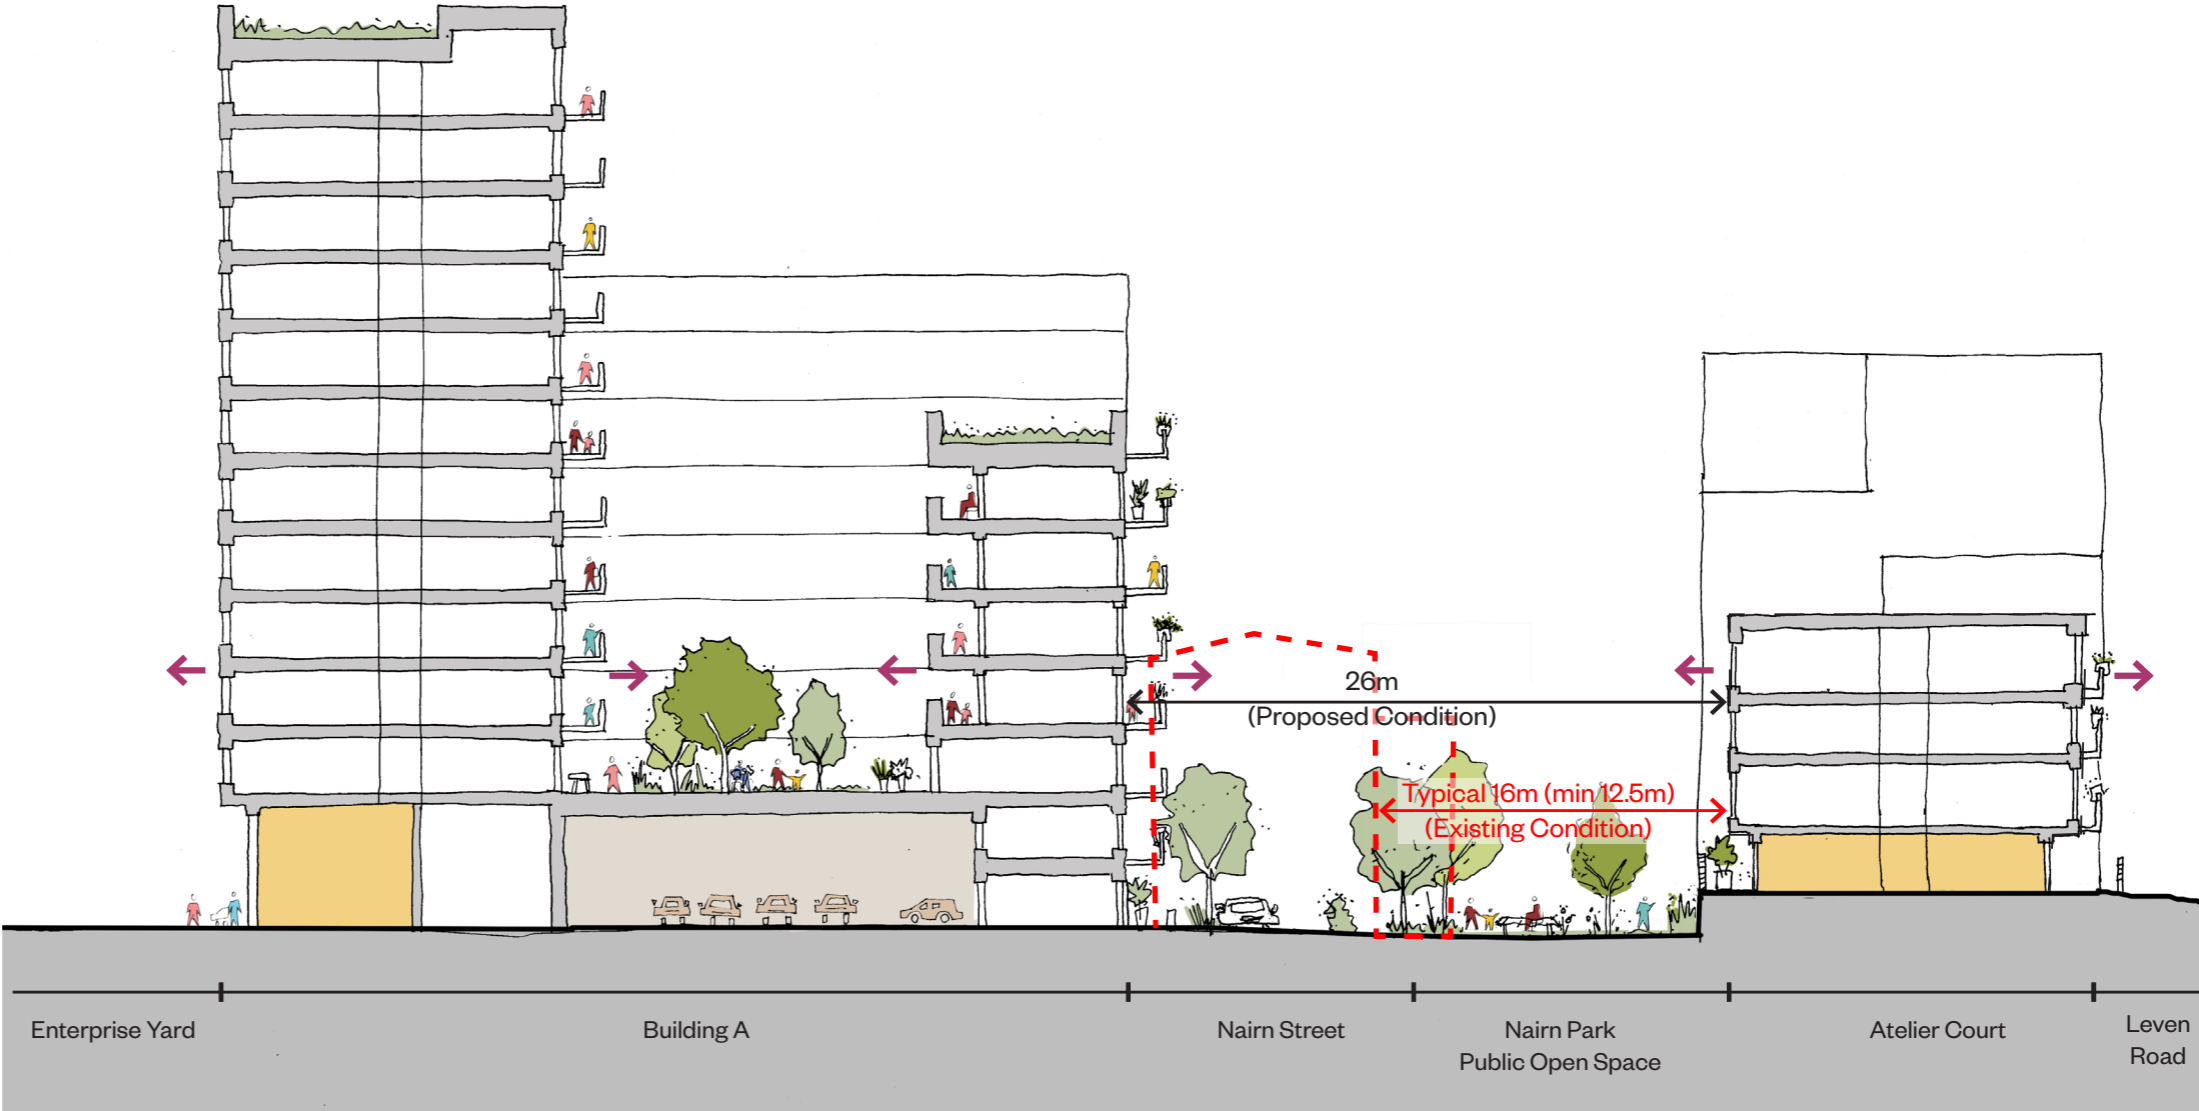 26m
(Proposed Condition)
Typical 16m (min 12.5m)
(Existing Condition)
Enterprise Yard
Building A
Nairn Street
Nairn Park
Public Open Space
Atelier Court
Leven
Road